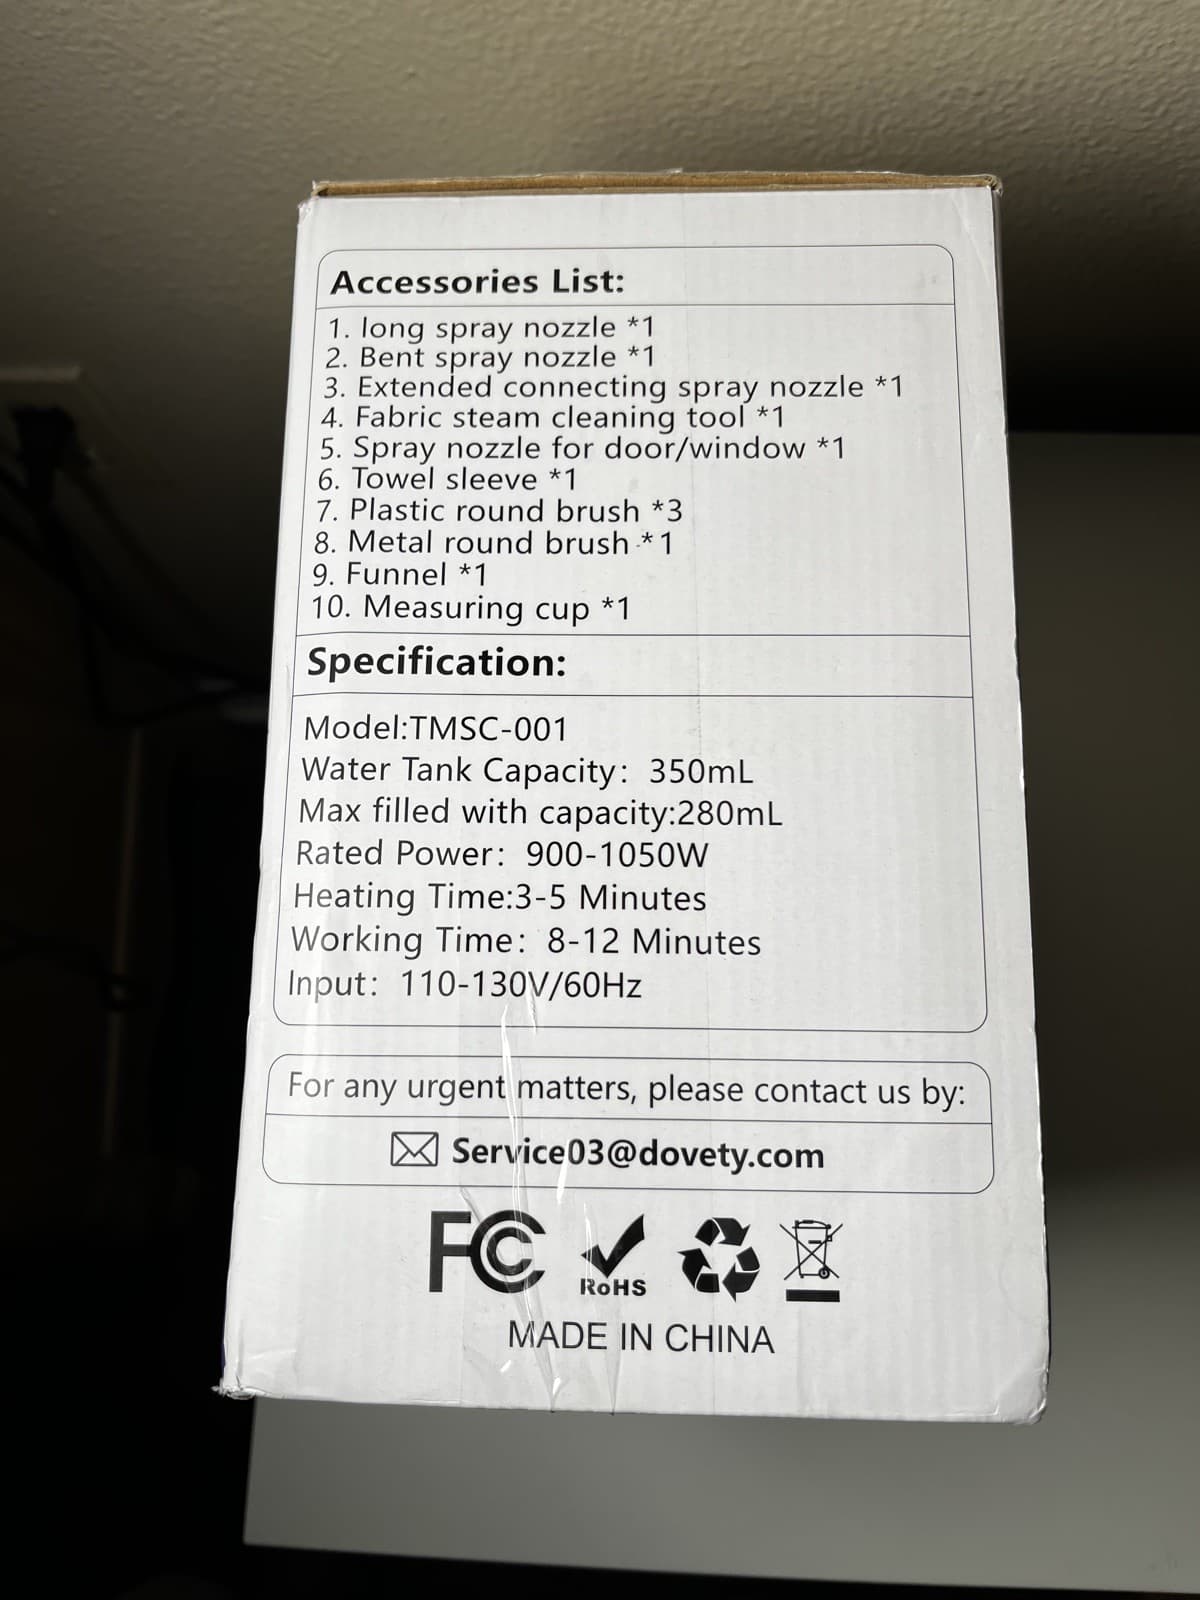 Accessories List:
1. long spray nozzle *1
2. Bent spray nozzle *1
3. Extended connecting spray nozzle *1
4. Fabric steam cleaning tool *1
5. Spray nozzle for door/window *1
6. Towel sleeve *1
7. Plastic round brush *3
8. Metal round brush *1
9. Funnel *1
10. Measuring cup *1
Specification:
Model:TMSC-001
Water Tank Capacity: 350mL
Max filled with capacity:280mL
Rated Power: 900-1050W
Heating Time:3-5 Minutes
Working Time: 8-12 Minutes
Input: 110-130V/60Hz
For any urgent matters, please contact us by:
Service03@dovety.com
FC RoHS
MADE IN CHINA